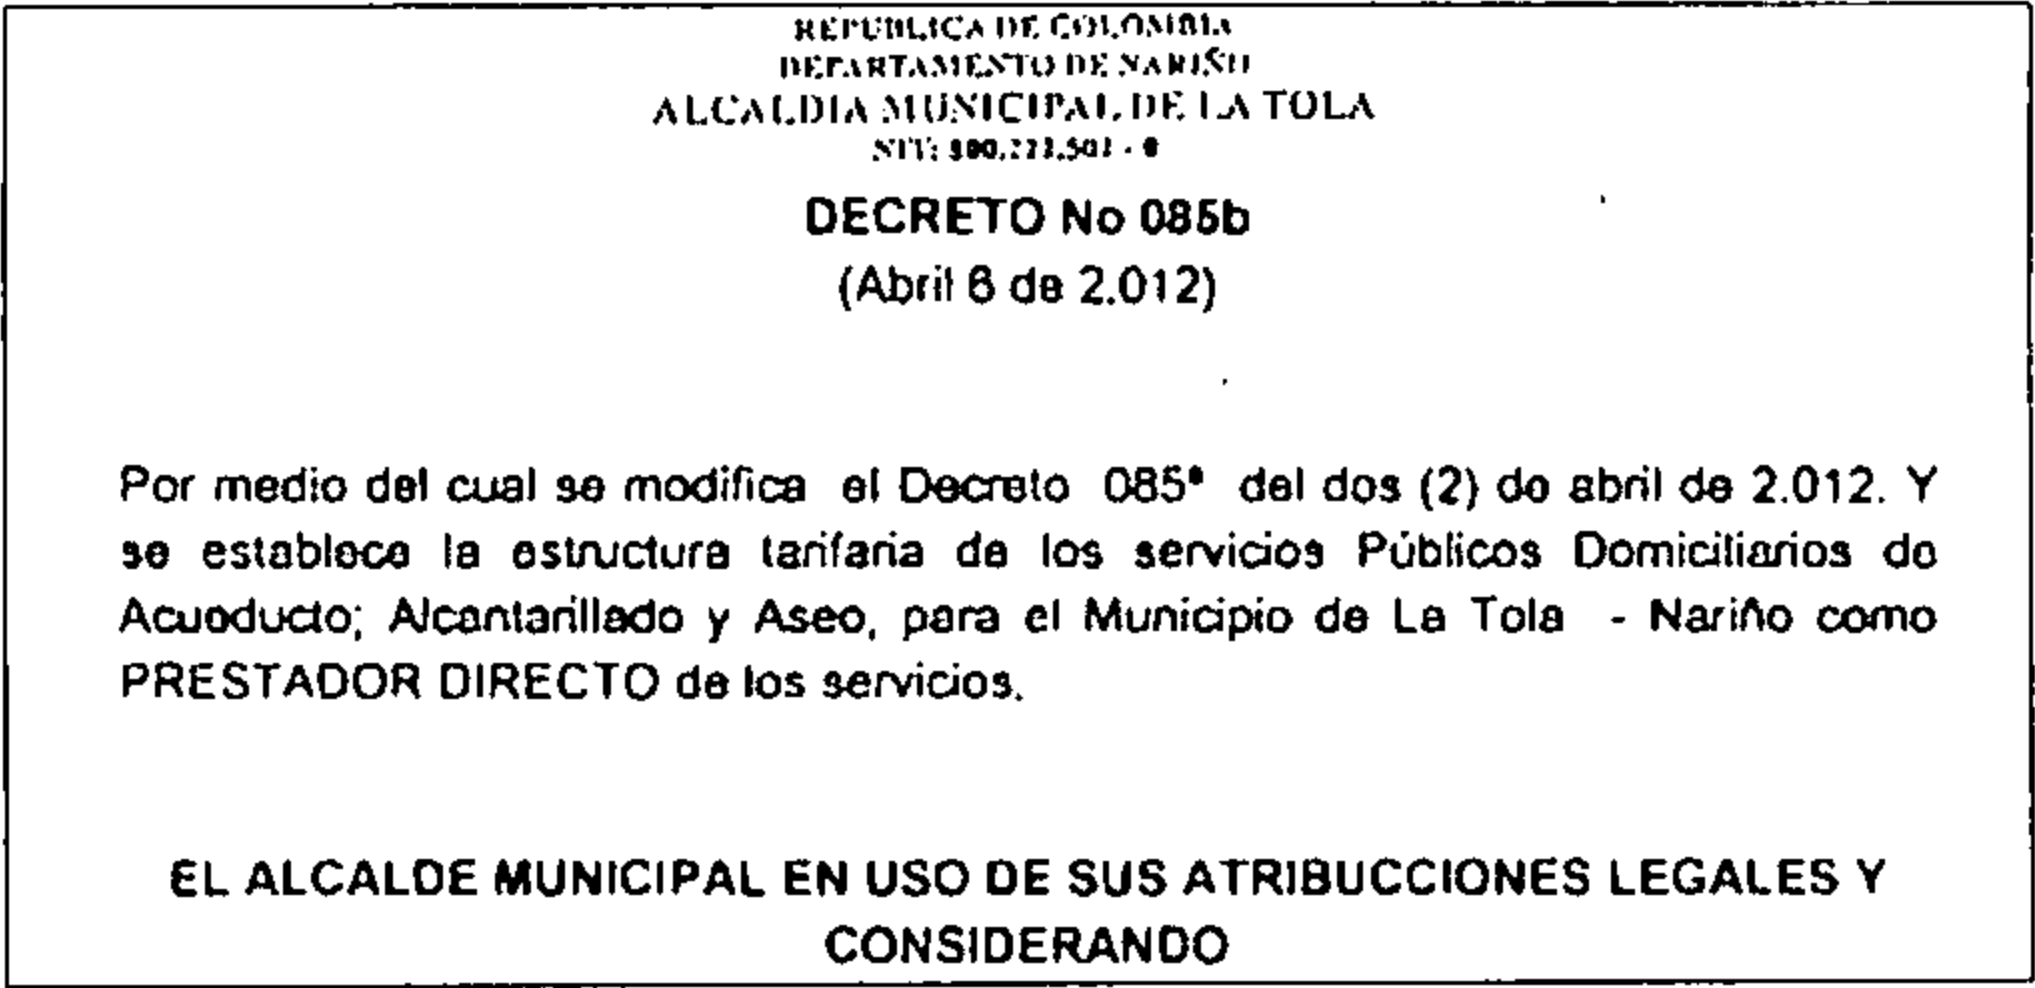 REPUBLICA DE COLOMBIA
DEPARTAMENTO DE NARIÑO
ALCALDIA MUNICIPAL DE LA TOLA
NIT:
DECRETO No 085b
(Abril 6 de 2.012)
Por medio del cual se modifica el Decreto 085ª del dos (2) de abril de 2.012. Y
se establece la estructura tarifaria de los servicios Públicos Domiciliarios de
Acueducto; Alcantarillado y Aseo, para el Municipio de La Tola - Nariño como
PRESTADOR DIRECTO de los servicios.
EL ALCALDE MUNICIPAL EN USO DE SUS ATRIBUCCIONES LEGALES Y
CONSIDERANDO